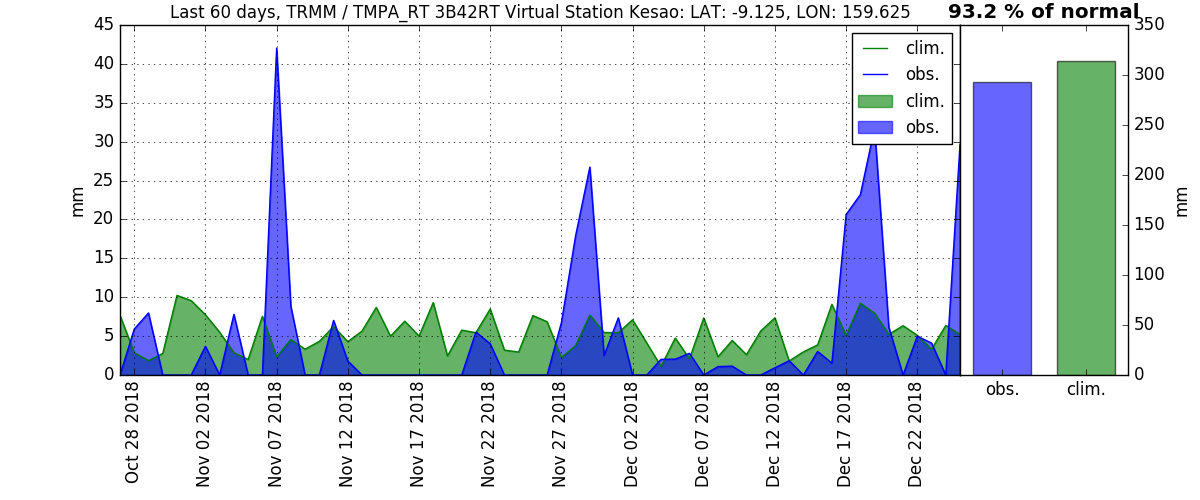 Last 60 days, TRMM / TMPA_RT 3B42RT Virtual Station Kesao: LAT: -9.125, LON: 159.625
93.2 % of normal
45
40
35
30
25
20
15
10
5
0
mm
clim.
obs.
clim.
obs.
350
300
250
200
150
100
50
0
mm
obs.
clim.
Oct 28 2018
Nov 02 2018
Nov 07 2018
Nov 12 2018
Nov 17 2018
Nov 22 2018
Nov 27 2018
Dec 02 2018
Dec 07 2018
Dec 12 2018
Dec 17 2018
Dec 22 2018